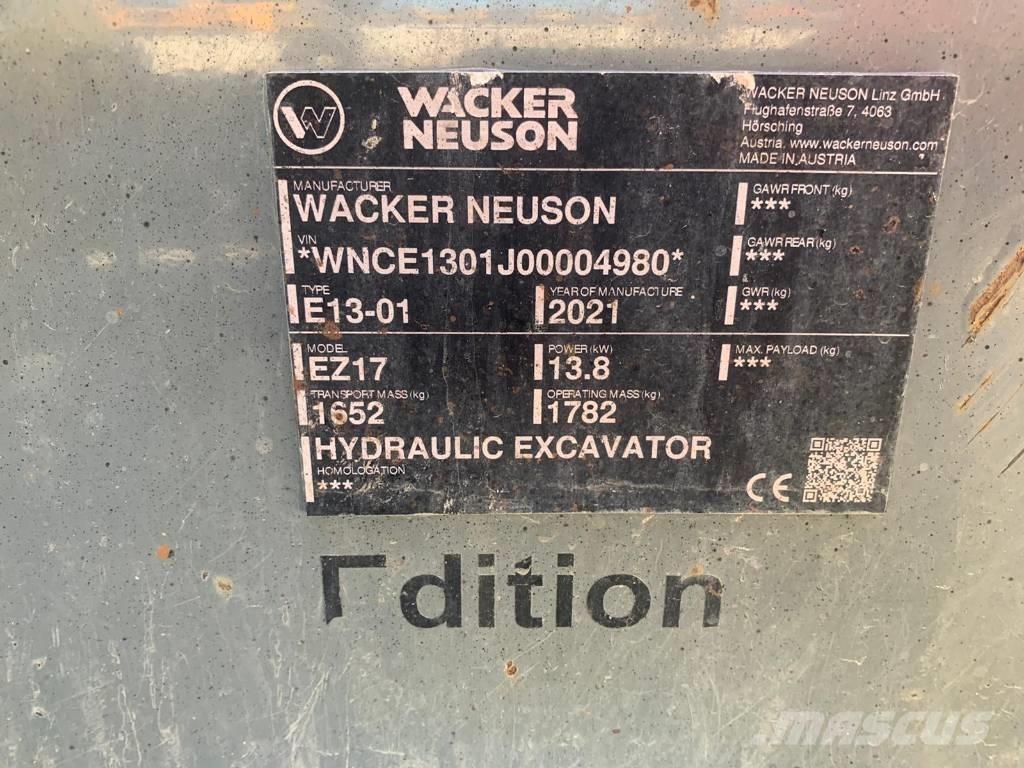 WACKER
NEUSON
WACKER NEUSON Linz GmbH
Flughafenstraße 7, 4063
Hörsching
Austria, www.wackerneuson.com
MADE IN AUSTRIA
MANUFACTURER
WACKER NEUSON
GAWR FRONT (kg)
***
VIN
*WNCE1301J00004980*
GAWR REAR (kg)
***
TYPE
E13-01
YEAR OF MANUFACTURE
2021
GWR (kg)
***
MODEL
EZ17
POWER (kW)
13.8
MAX. PAYLOAD (kg)
***
TRANSPORT MASS (kg)
1652
OPERATING MASS (kg)
1782
HYDRAULIC EXCAVATOR
HOMOLOGATION
***
CE
Edition
MASCUS